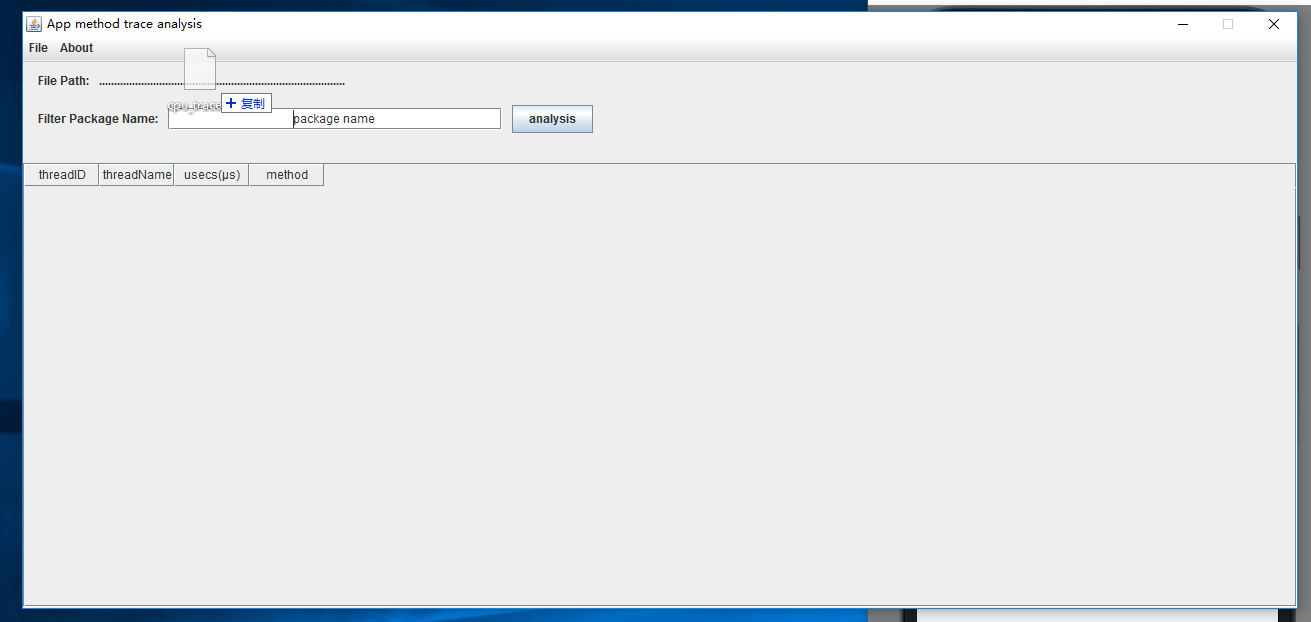 App method trace analysis
File About
File Path: ...................................................................................
cpu_trace
+ 复制
Filter Package Name: package name analysis
threadID threadName usecs(μs) method